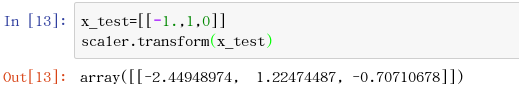 In [13]: x_test=[[-1.,1,0]]
scaler.transform(x_test)
Out[13]: array([[-2.44948974,  1.22474487, -0.70710678]])